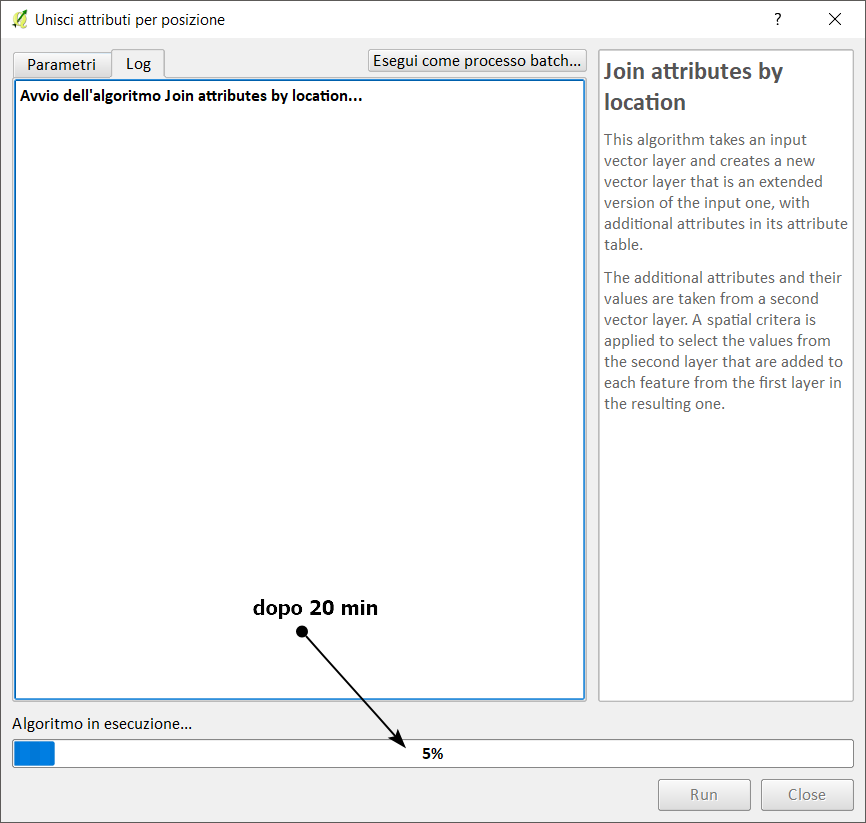 Unisci attributi per posizione
?
Parametri
Log
Esegui come processo batch...
Avvio dell'algoritmo Join attributes by location...
Join attributes by
location
This algorithm takes an input
vector layer and creates a new
vector layer that is an extended
version of the input one, with
additional attributes in its attribute
table.
The additional attributes and their
values are taken from a second
vector layer. A spatial critera is
applied to select the values from
the second layer that are added to
each feature from the first layer in
the resulting one.
dopo 20 min
Algoritmo in esecuzione...
5%
Run
Close